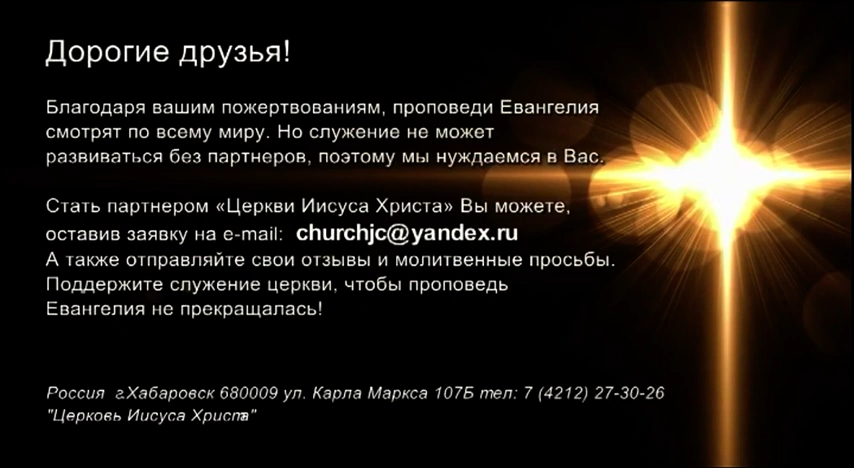 Дорогие друзья!
Благодаря вашим пожертвованиям, проповеди Евангелия
смотрят по всему миру. Но служение не может
развиваться без партнеров, поэтому мы нуждаемся в Вас.
Стать партнером «Церкви Иисуса Христа» Вы можете,
оставив заявку на e-mail: churchjc@yandex.ru
А также отправляйте свои отзывы и молитвенные просьбы.
Поддержите служение церкви, чтобы проповедь
Евангелия не прекращалась!
Россия г.Хабаровск 680009 ул. Карла Маркса 107Б тел: 7 (4212) 27-30-26
"Церковь Иисуса Христа"